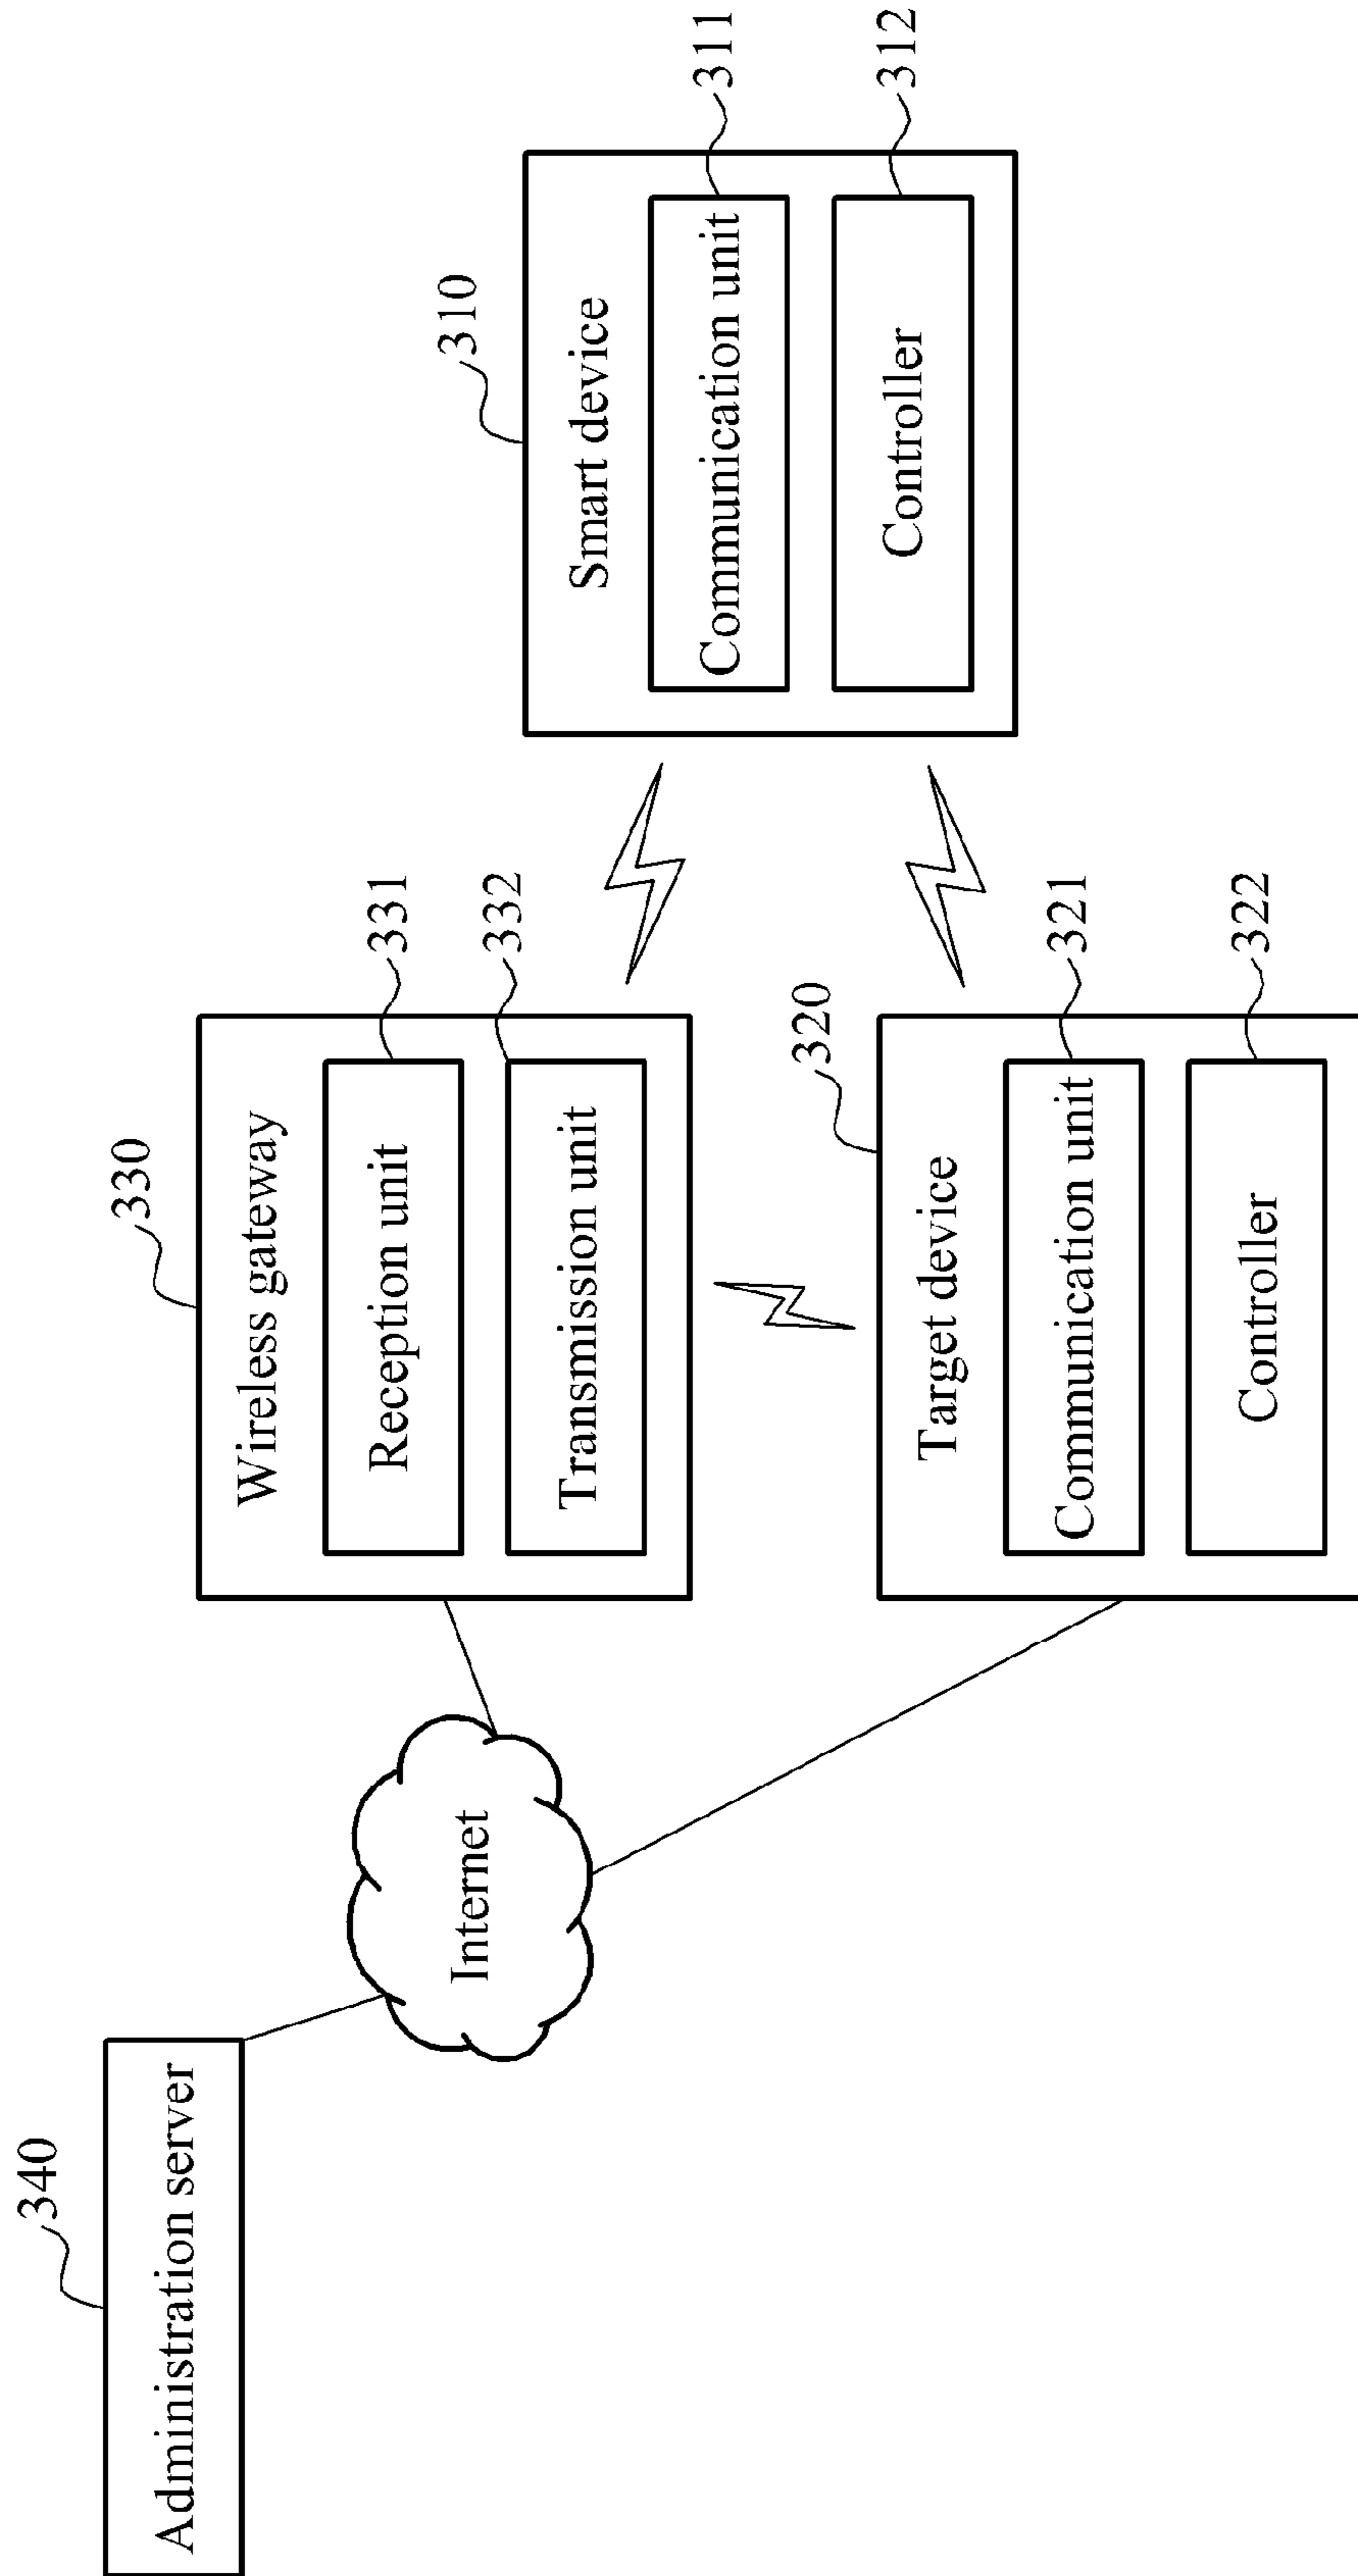 340
Administration server
Internet
330
Wireless gateway
Reception unit
331
Transmission unit
332
320
Target device
Communication unit
321
Controller
322
310
Smart device
Communication unit
311
Controller
312